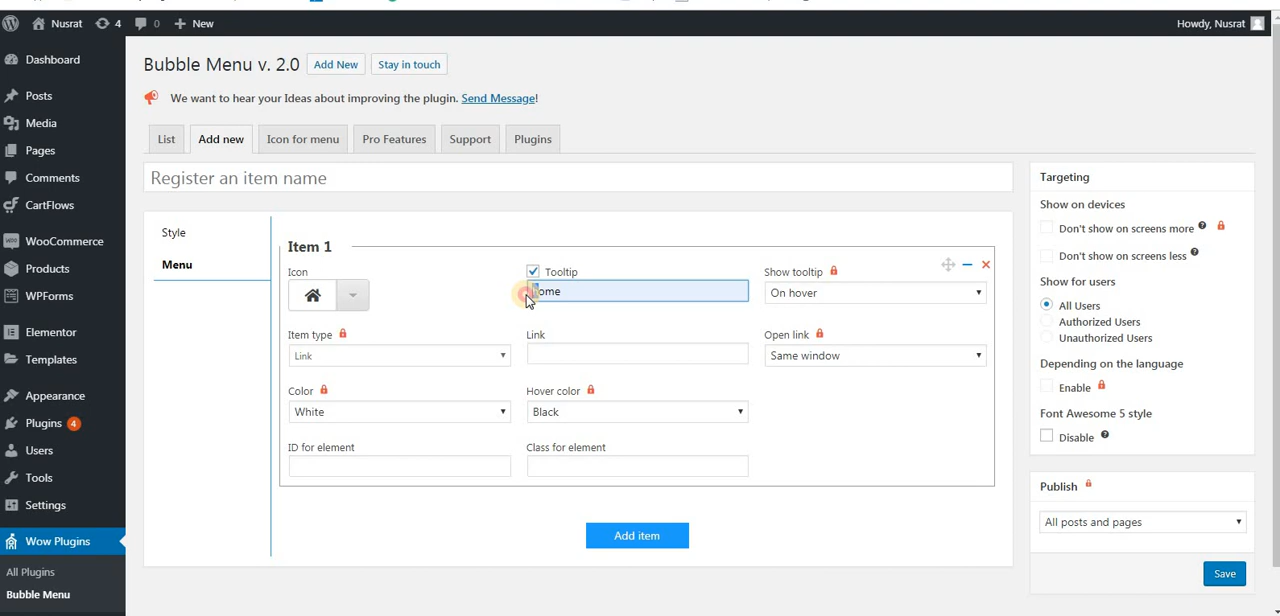 Nusrat 4 0 New Howdy, Nusrat
Dashboard
Posts
Media
Pages
Comments
CartFlows
WooCommerce
Products
WPForms
Elementor
Templates
Appearance
Plugins 4
Users
Tools
Settings
Wow Plugins
All Plugins
Bubble Menu
Bubble Menu v. 2.0 Add New Stay in touch
We want to hear your Ideas about improving the plugin. Send Message!
List Add new Icon for menu Pro Features Support Plugins
Register an item name
Style
Menu
Item 1
Icon Tooltip Show tooltip
ome On hover
Item type Link Open link
Link Same window
Color Hover color
White Black
ID for element Class for element
Add item
Targeting
Show on devices
Don't show on screens more
Don't show on screens less
Show for users
All Users
Authorized Users
Unauthorized Users
Depending on the language
Enable
Font Awesome 5 style
Disable
Publish
All posts and pages
Save